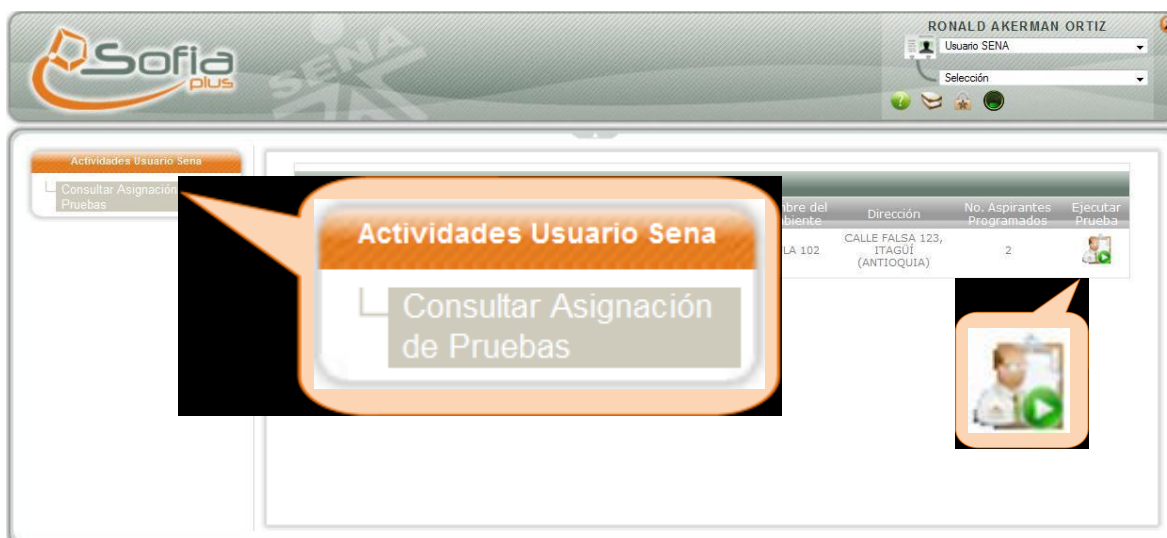 RONALD AKERMAN ORTIZ
Sofia
plus
SENA
Usuario SENA
Selección
Actividades Usuario Sena
Consultar Asignación
Pruebas
Actividades Usuario Sena
Consultar Asignación
de Pruebas
Dirección
No. Aspirantes
Programados
Ejecutar
Prueba
102
CALLE FALSA 123,
ITAGÜÍ
(ANTIOQUIA)
2